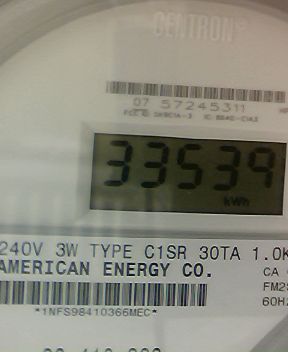 CENTRON®
07 57245311
33539
kWh
240V 3W TYPE C1SR 30TA 1.0K
AMERICAN ENERGY CO.
CA
FM2S
60HZ
*1NFS98410366MEC*